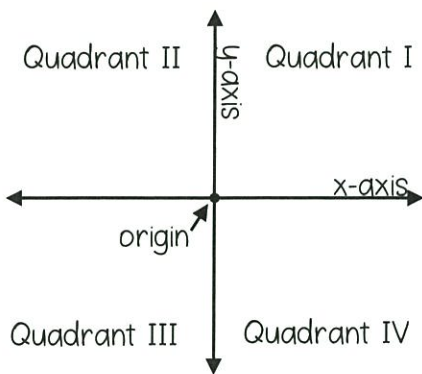 Quadrant II
Quadrant I
y-axis
x-axis
origin
Quadrant III
Quadrant IV